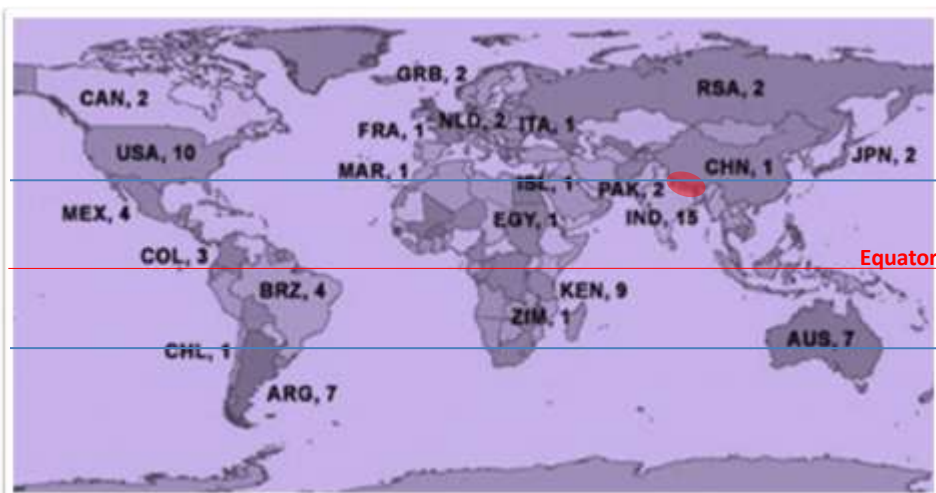 GRB, 2
RSA, 2
CAN, 2
FRA, 1
NLD, 2
ITA, 1
USA, 10
JPN, 2
CHN, 1
MAR, 1
ISL, 1
PAK, 2
MEX, 4
EGY, 1
IND, 15
COL, 3
Equator
BRZ, 4
KEN, 9
ZIM, 1
AUS, 7
CHL, 1
ARG, 7